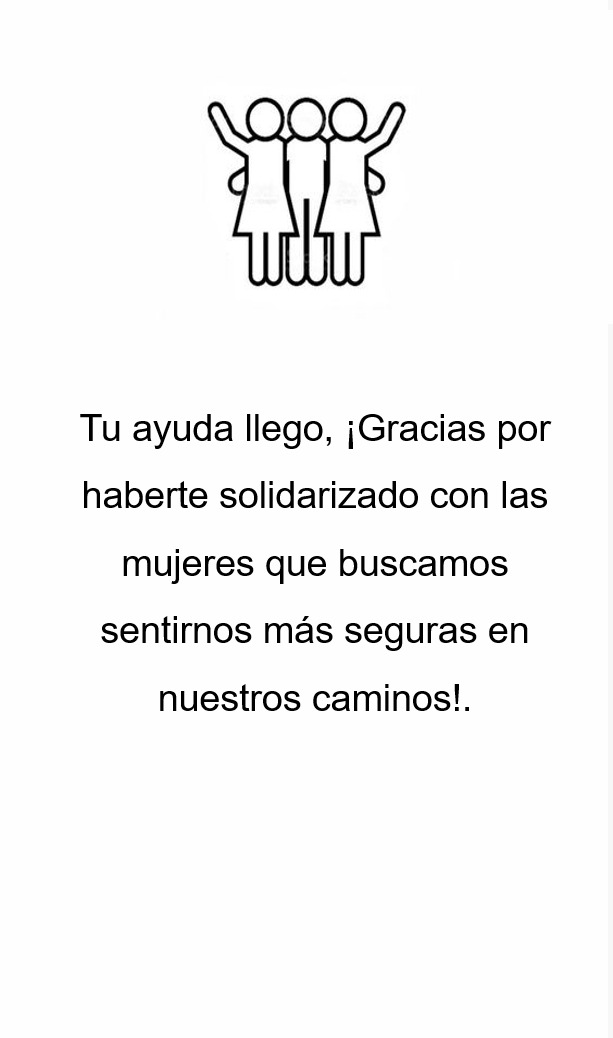 Tu ayuda llego, ¡Gracias por
haberte solidarizado con las
mujeres que buscamos
sentirnos más seguras en
nuestros caminos!.